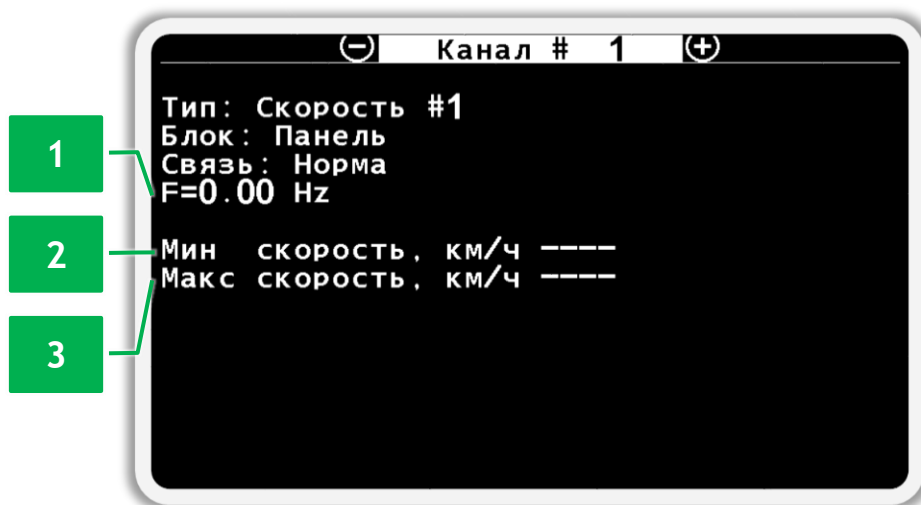 ⊖ Канал # 1 ⊕
Тип: Скорость #1
Блок: Панель
Связь: Норма
F=0.00 Hz
Мин скорость, км/ч ----
Макс скорость, км/ч ----
1
2
3